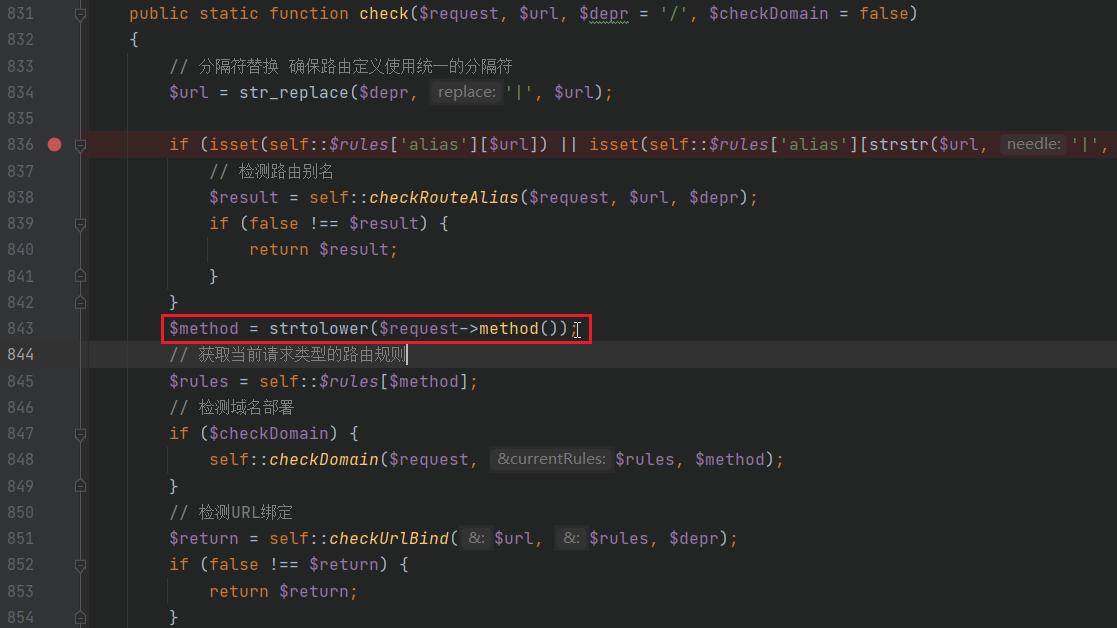 831 public static function check($request, $url, $depr = '/', $checkDomain = false)
832 {
833 // 分隔符替换 确保路由定义使用统一的分隔符
834 $url = str_replace($depr, replace: '|', $url);
835
836 if (isset(self::$rules['alias'][$url]) || isset(self::$rules['alias'][strstr($url, needle: '|',
837 // 检测路由别名
838 $result = self::checkRouteAlias($request, $url, $depr);
839 if (false !== $result) {
840 return $result;
841 }
842 }
843 $method = strtolower($request->method());
844 // 获取当前请求类型的路由规则
845 $rules = self::$rules[$method];
846 // 检测域名部署
847 if ($checkDomain) {
848 self::checkDomain($request, &currentRules: $rules, $method);
849 }
850 // 检测URL绑定
851 $return = self::checkUrlBind( &: $url, &: $rules, $depr);
852 if (false !== $return) {
853 return $return;
854 }